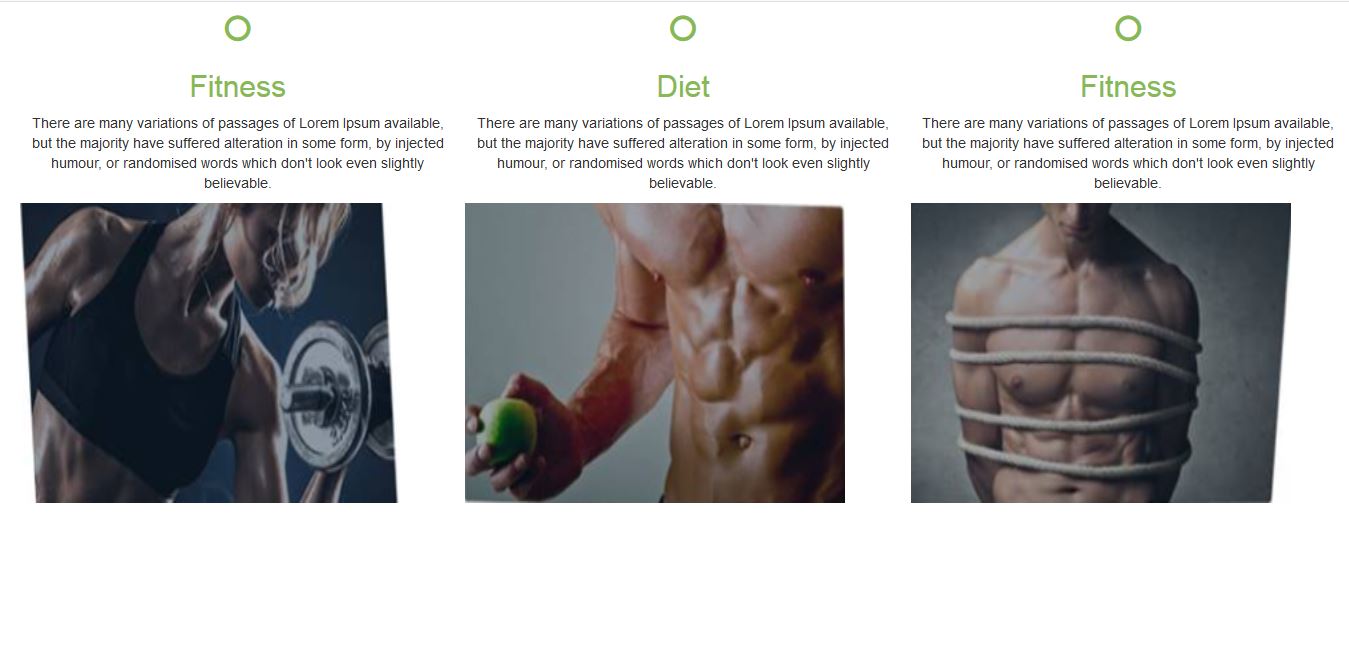 Fitness
There are many variations of passages of Lorem Ipsum available,
but the majority have suffered alteration in some form, by injected
humour, or randomised words which don't look even slightly
believable.
Diet
There are many variations of passages of Lorem Ipsum available,
but the majority have suffered alteration in some form, by injected
humour, or randomised words which don't look even slightly
believable.
Fitness
There are many variations of passages of Lorem Ipsum available,
but the majority have suffered alteration in some form, by injected
humour, or randomised words which don't look even slightly
believable.